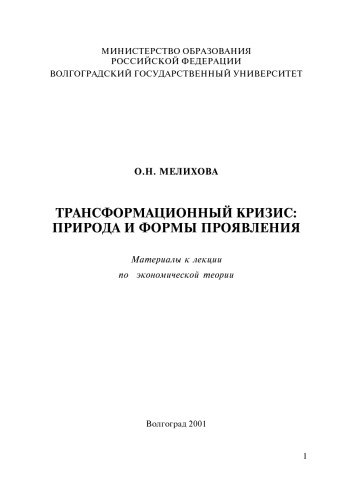 МИНИСТЕРСТВО ОБРАЗОВАНИЯ
РОССИЙСКОЙ ФЕДЕРАЦИИ
ВОЛГОГРАДСКИЙ ГОСУДАРСТВЕННЫЙ УНИВЕРСИТЕТ
О.Н. МЕЛИХОВА
ТРАНСФОРМАЦИОННЫЙ КРИЗИС:
ПРИРОДА И ФОРМЫ ПРОЯВЛЕНИЯ
Материалы к лекции
по экономической теории
Волгоград 2001
1